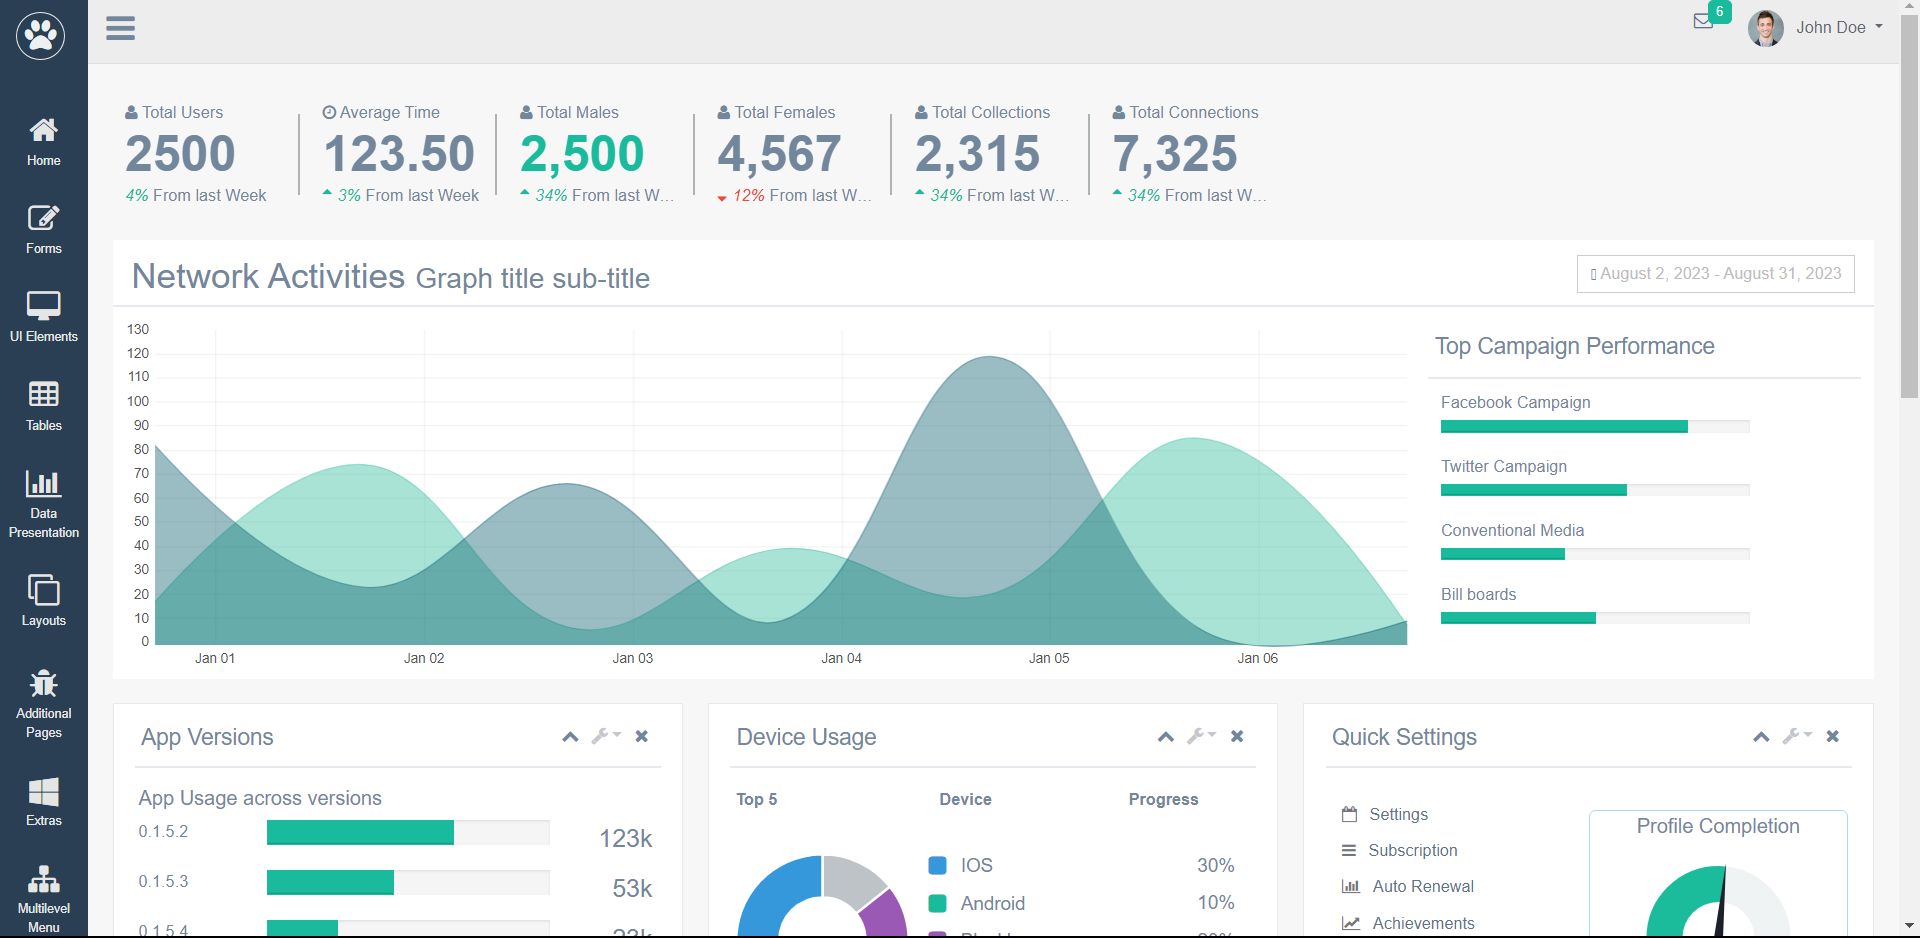 6
John Doe
Home
Forms
UI Elements
Tables
Data
Presentation
Layouts
Additional
Pages
Extras
Multilevel
Menu
Total Users
2500
4% From last Week
Average Time
123.50
3% From last Week
Total Males
2,500
34% From last W...
Total Females
4,567
12% From last W...
Total Collections
2,315
34% From last W...
Total Connections
7,325
34% From last W...
Network Activities Graph title sub-title
August 2, 2023 - August 31, 2023
130
120
110
100
90
80
70
60
50
40
30
20
10
0
Jan 01
Jan 02
Jan 03
Jan 04
Jan 05
Jan 06
Top Campaign Performance
Facebook Campaign
Twitter Campaign
Conventional Media
Bill boards
App Versions
App Usage across versions
0.1.5.2
123k
0.1.5.3
53k
0.1.5.4
23k
Device Usage
Top 5
Device
Progress
IOS
30%
Android
10%
Quick Settings
Settings
Subscription
Auto Renewal
Achievements
Profile Completion